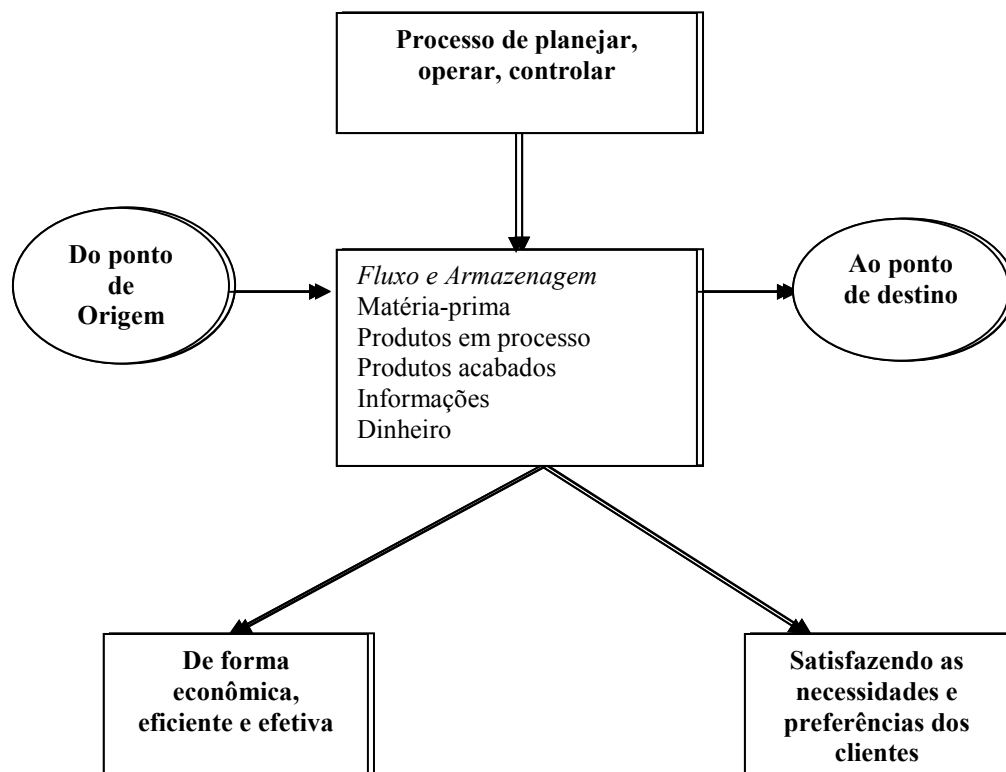 Processo de planejar,
operar, controlar
Do ponto
de
Origem
Fluxo e Armazenagem
Matéria-prima
Produtos em processo
Produtos acabados
Informações
Dinheiro
Ao ponto
de destino
De forma
econômica,
eficiente e efetiva
Satisfazendo as
necessidades e
preferências dos
clientes